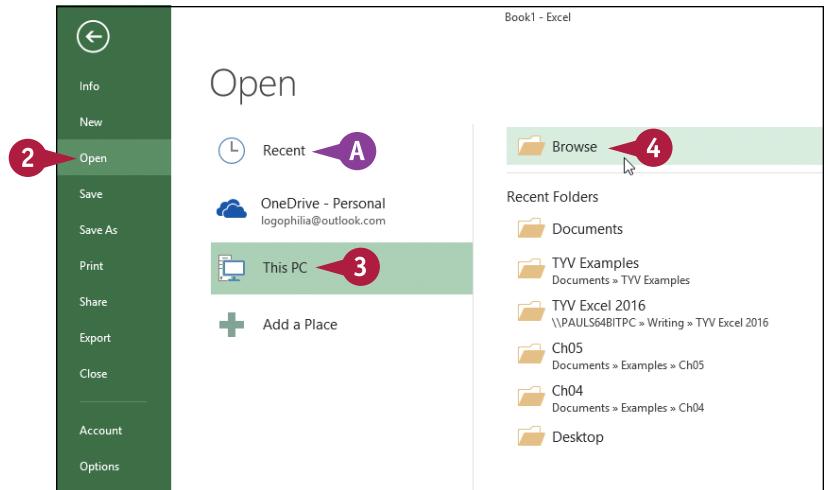 Book1 - Excel
Info
New
2
Open
Save
Save As
Print
Share
Export
Close
Account
Options
Open
Recent
A
OneDrive - Personal
logophilia@outlook.com
This PC
3
Add a Place
Browse
4
Recent Folders
Documents
TYV Examples
Documents » TYV Examples
TYV Excel 2016
\\PAULS64BITPC » Writing » TYV Excel 2016
Ch05
Documents » Examples » Ch05
Ch04
Documents » Examples » Ch04
Desktop